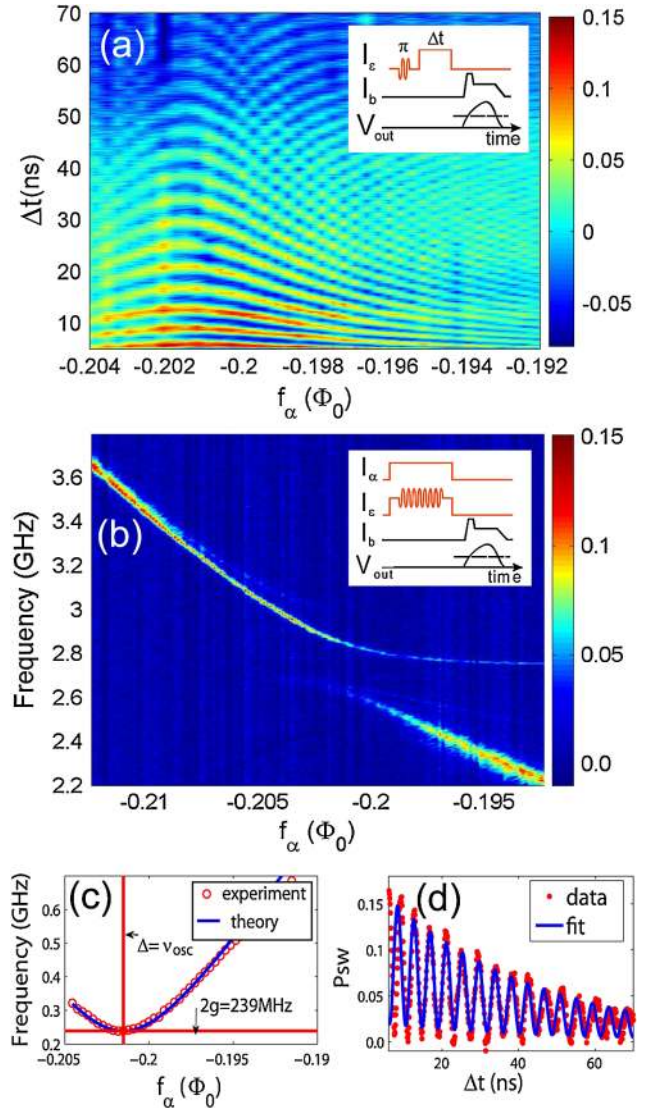 (a)
70
60
50
40
30
20
10
Δt(ns)
-0.204 -0.202 -0.2 -0.198 -0.196 -0.194 -0.192
f_α (Φ_0)
I_ε π Δt
I_b
V_out
time
0.15
0.1
0.05
0
-0.05
(b)
3.6
3.4
3.2
3
2.8
2.6
2.4
2.2
Frequency (GHz)
-0.21 -0.205 -0.2 -0.195
f_α (Φ_0)
I_α
I_ε
I_b
V_out
time
0.15
0.1
0.05
0.0
(c)
0.6
0.5
0.4
0.3
0.2
Frequency (GHz)
experiment
theory
Δ= ν_osc
2g=239MHz
−0.205 −0.2 −0.195 −0.19
f_α (Φ_0)
(d)
0.15
0.1
0.05
0.0
Psw
data
fit
20 40 60
Δt (ns)